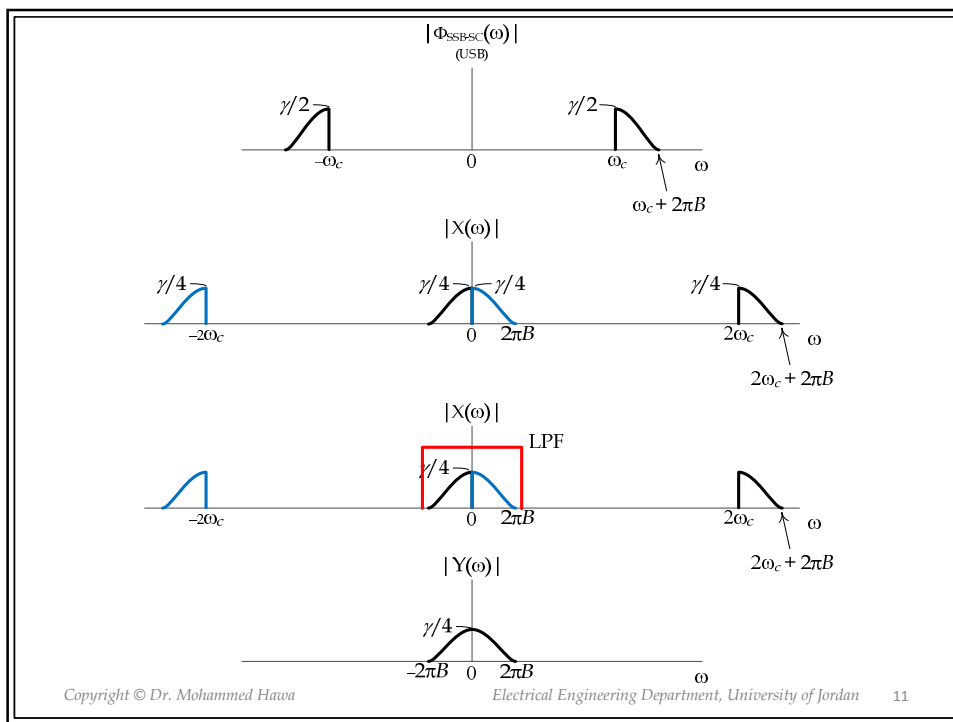 |Φ_SSB-SC(ω)|
(USB)
γ/2 γ/2
−ω_c 0 ω_c ω
ω_c + 2πB
|X(ω)|
γ/4 γ/4 γ/4 γ/4
−2ω_c 0 2πB 2ω_c ω
2ω_c + 2πB
|X(ω)|
LPF
γ/4
−2ω_c 0 2πB 2ω_c ω
2ω_c + 2πB
|Y(ω)|
γ/4
−2πB 0 2πB ω
Copyright © Dr. Mohammed Hawa Electrical Engineering Department, University of Jordan 11